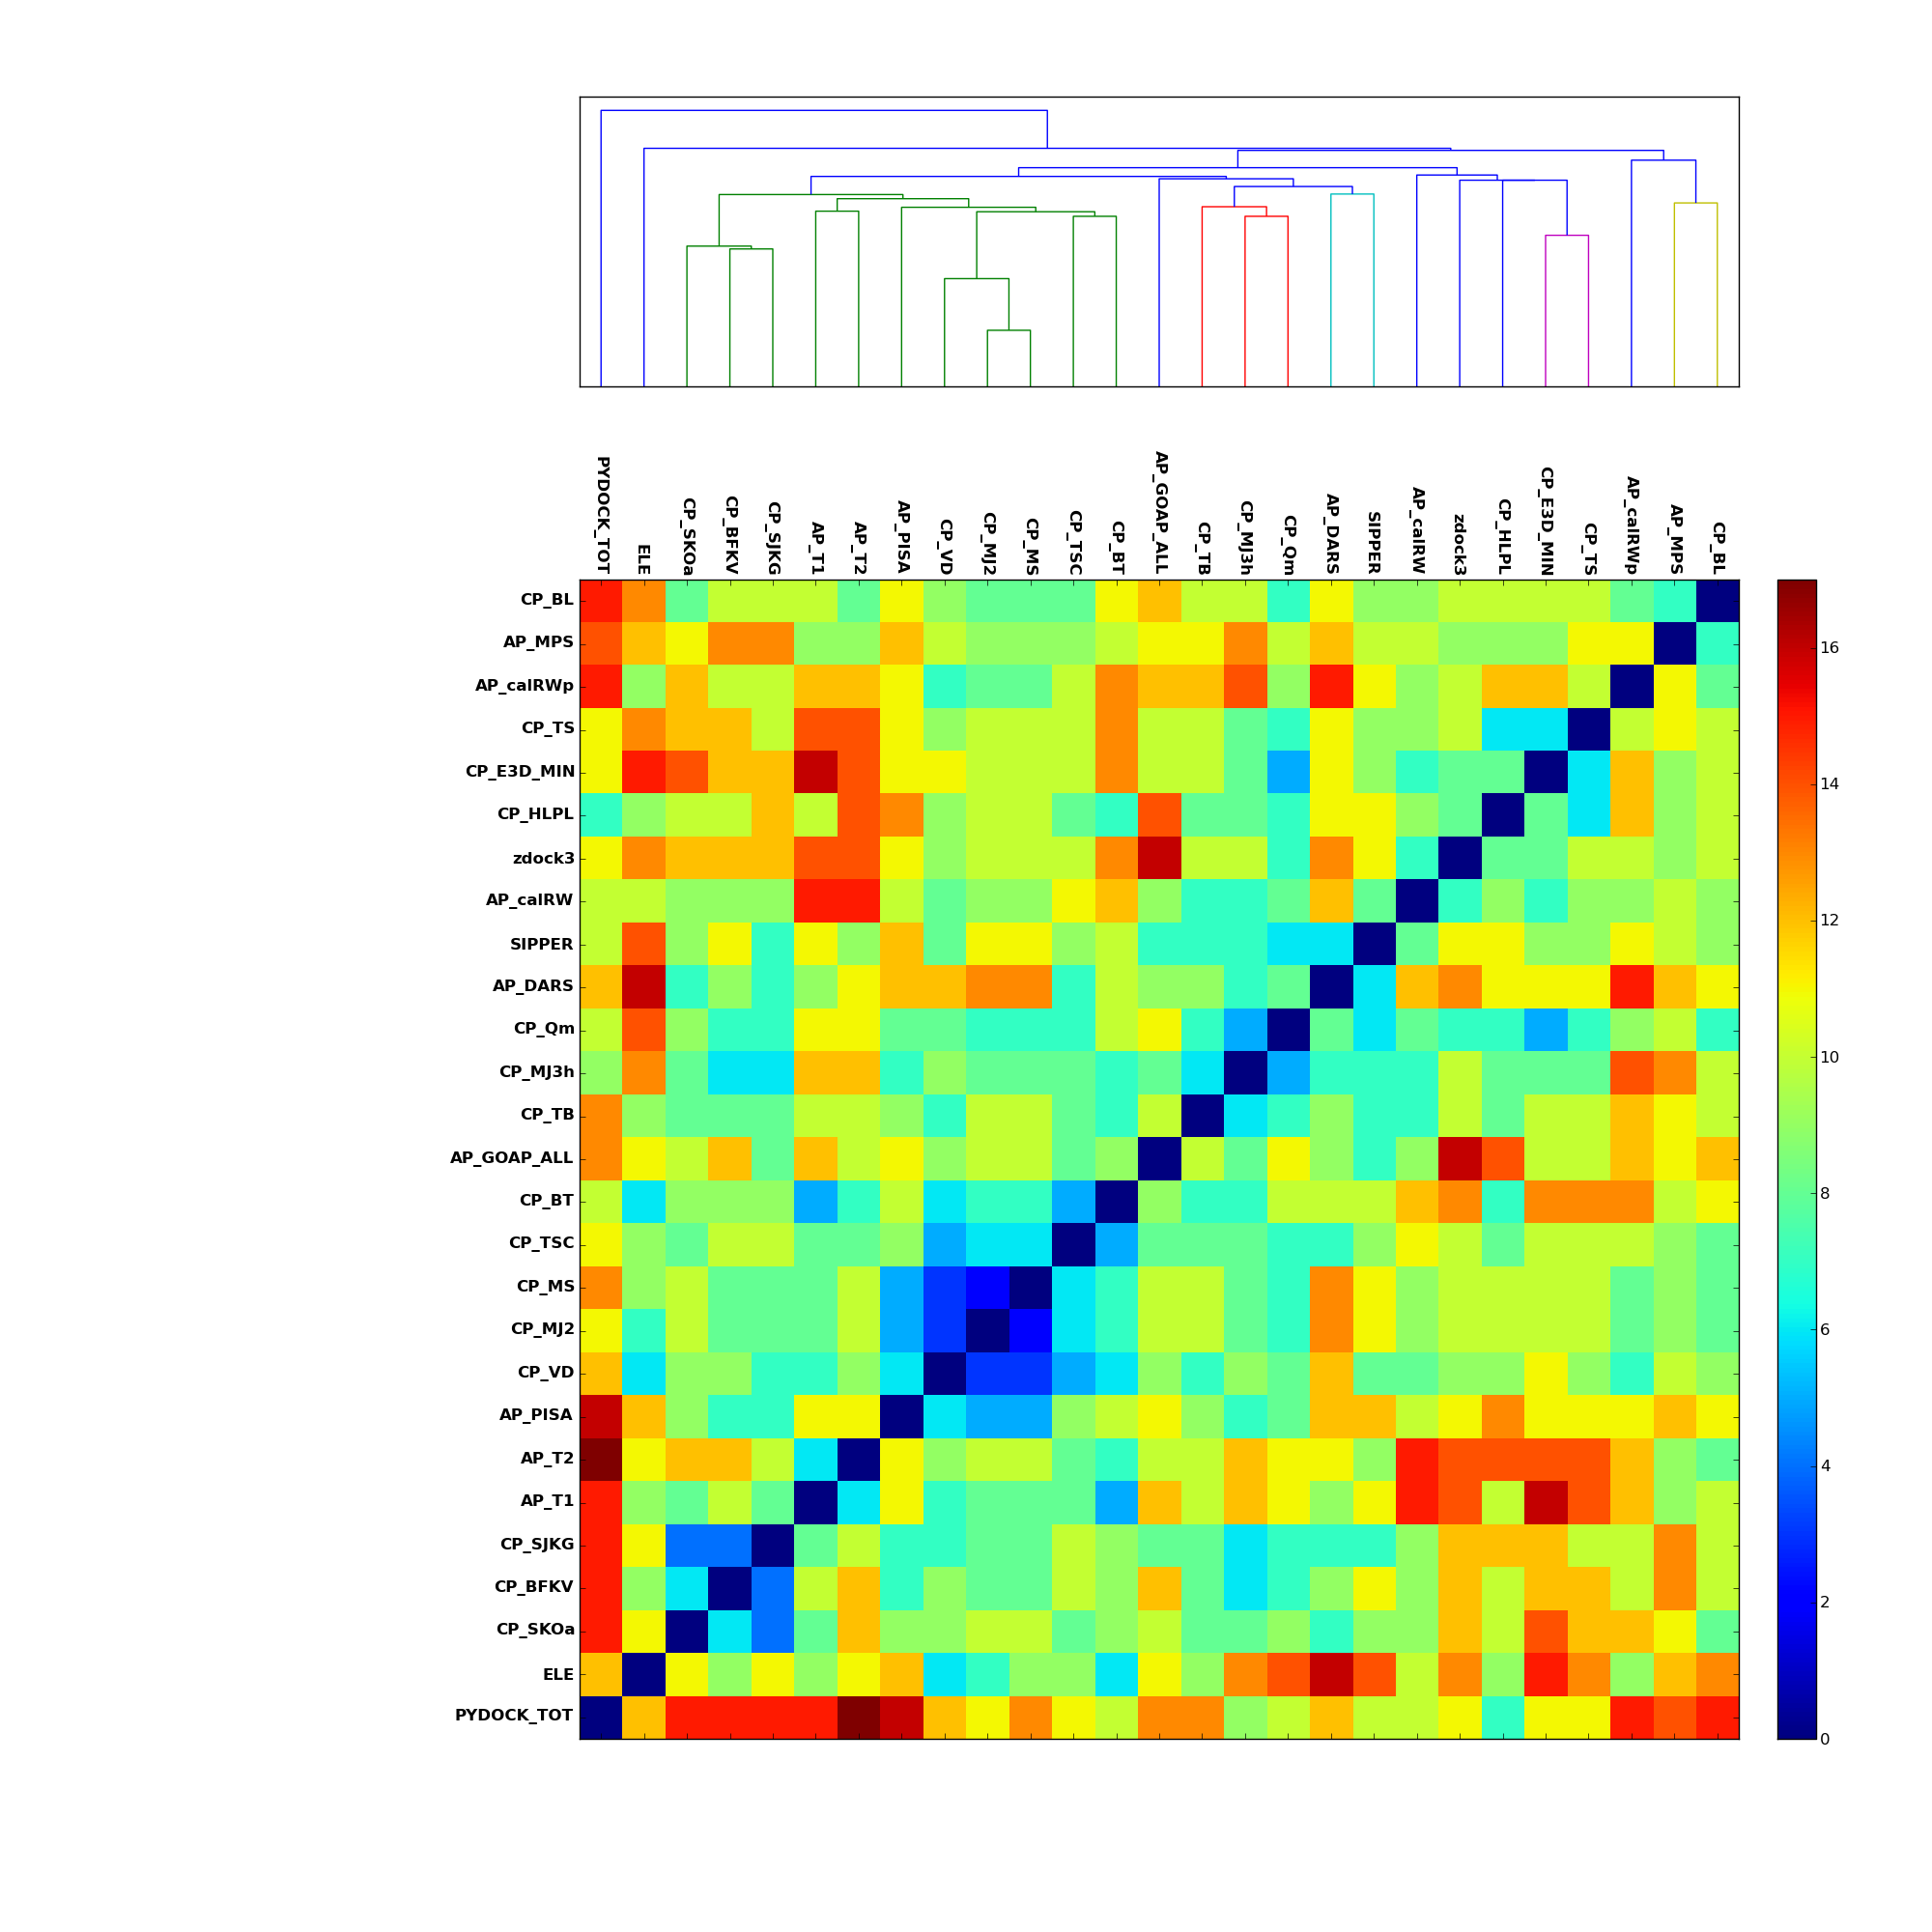 PYDOCK_TOT
ELE
CP_SKOa
CP_BFKV
CP_SJKG
AP_T1
AP_T2
AP_PISA
CP_VD
CP_MJ2
CP_MS
CP_TSC
CP_BT
AP_GOAP_ALL
CP_TB
CP_MJ3h
CP_Qm
AP_DARS
SIPPER
AP_calRW
zdock3
CP_HLPL
CP_E3D_MIN
CP_TS
AP_calRWp
AP_MPS
CP_BL
CP_BL
AP_MPS
AP_calRWp
CP_TS
CP_E3D_MIN
CP_HLPL
zdock3
AP_calRW
SIPPER
AP_DARS
CP_Qm
CP_MJ3h
CP_TB
AP_GOAP_ALL
CP_BT
CP_TSC
CP_MS
CP_MJ2
CP_VD
AP_PISA
AP_T2
AP_T1
CP_SJKG
CP_BFKV
CP_SKOa
ELE
PYDOCK_TOT
16
14
12
10
8
6
4
2
0